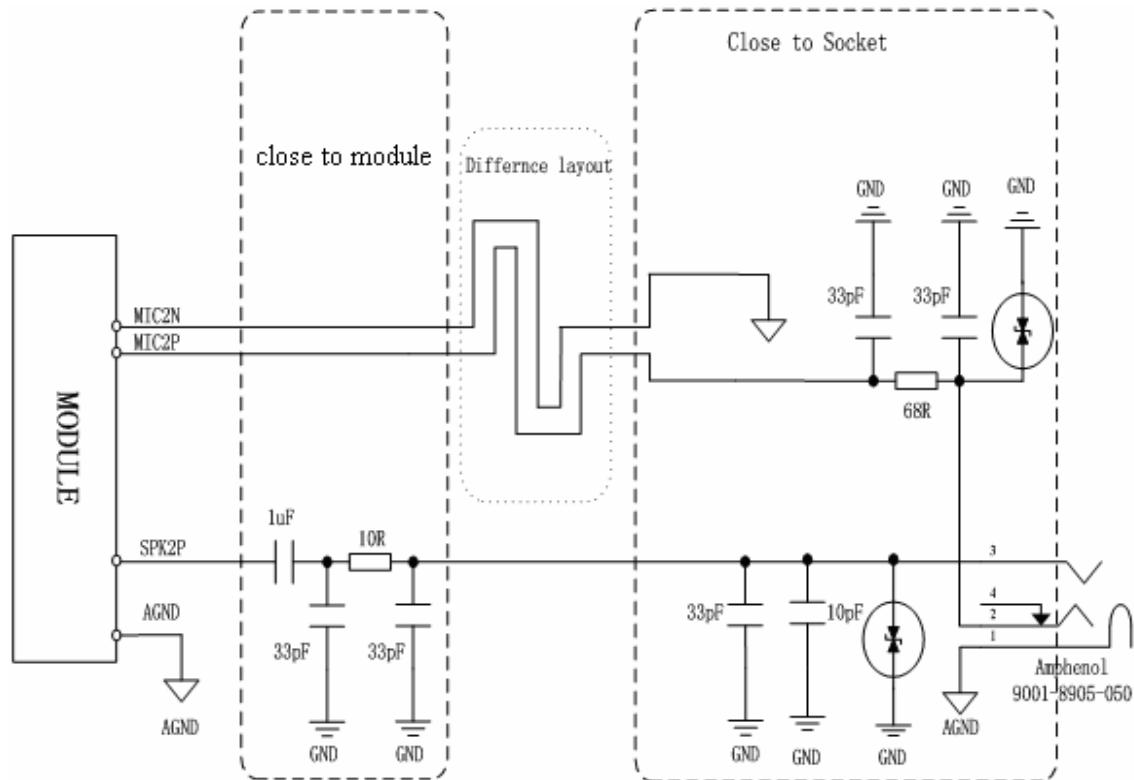 Close to Socket
close to module
Differnce layout
GND
GND
GND
MIC2N
MIC2P
33pF
33pF
68R
MODULE
1uF
10R
SPK2P
3
AGND
33pF
33pF
33pF
10pF
4
2
1
Amphenol
9001-8905-050
AGND
GND
GND
GND
GND
GND
AGND